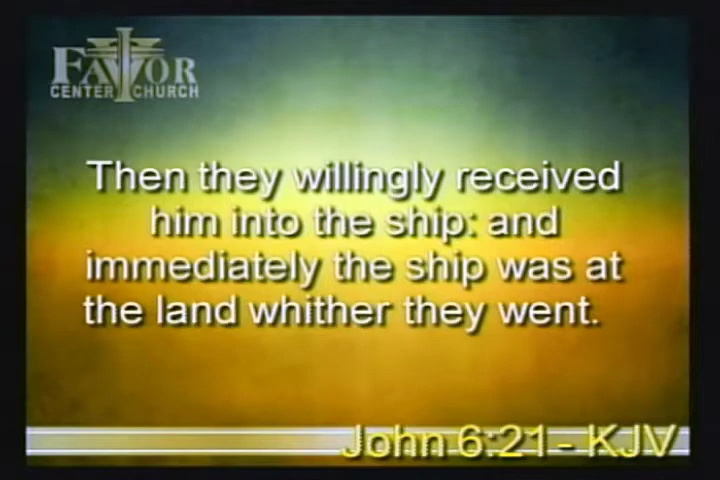 FAVOR
CENTER CHURCH
Then they willingly received
him into the ship: and
immediately the ship was at
the land whither they went.
John 6:21 - KJV